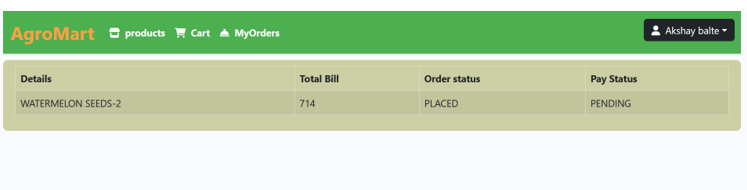 AgroMart products Cart MyOrders Akshay balte
Details Total Bill Order status Pay Status
WATERMELON SEEDS-2 714 PLACED PENDING